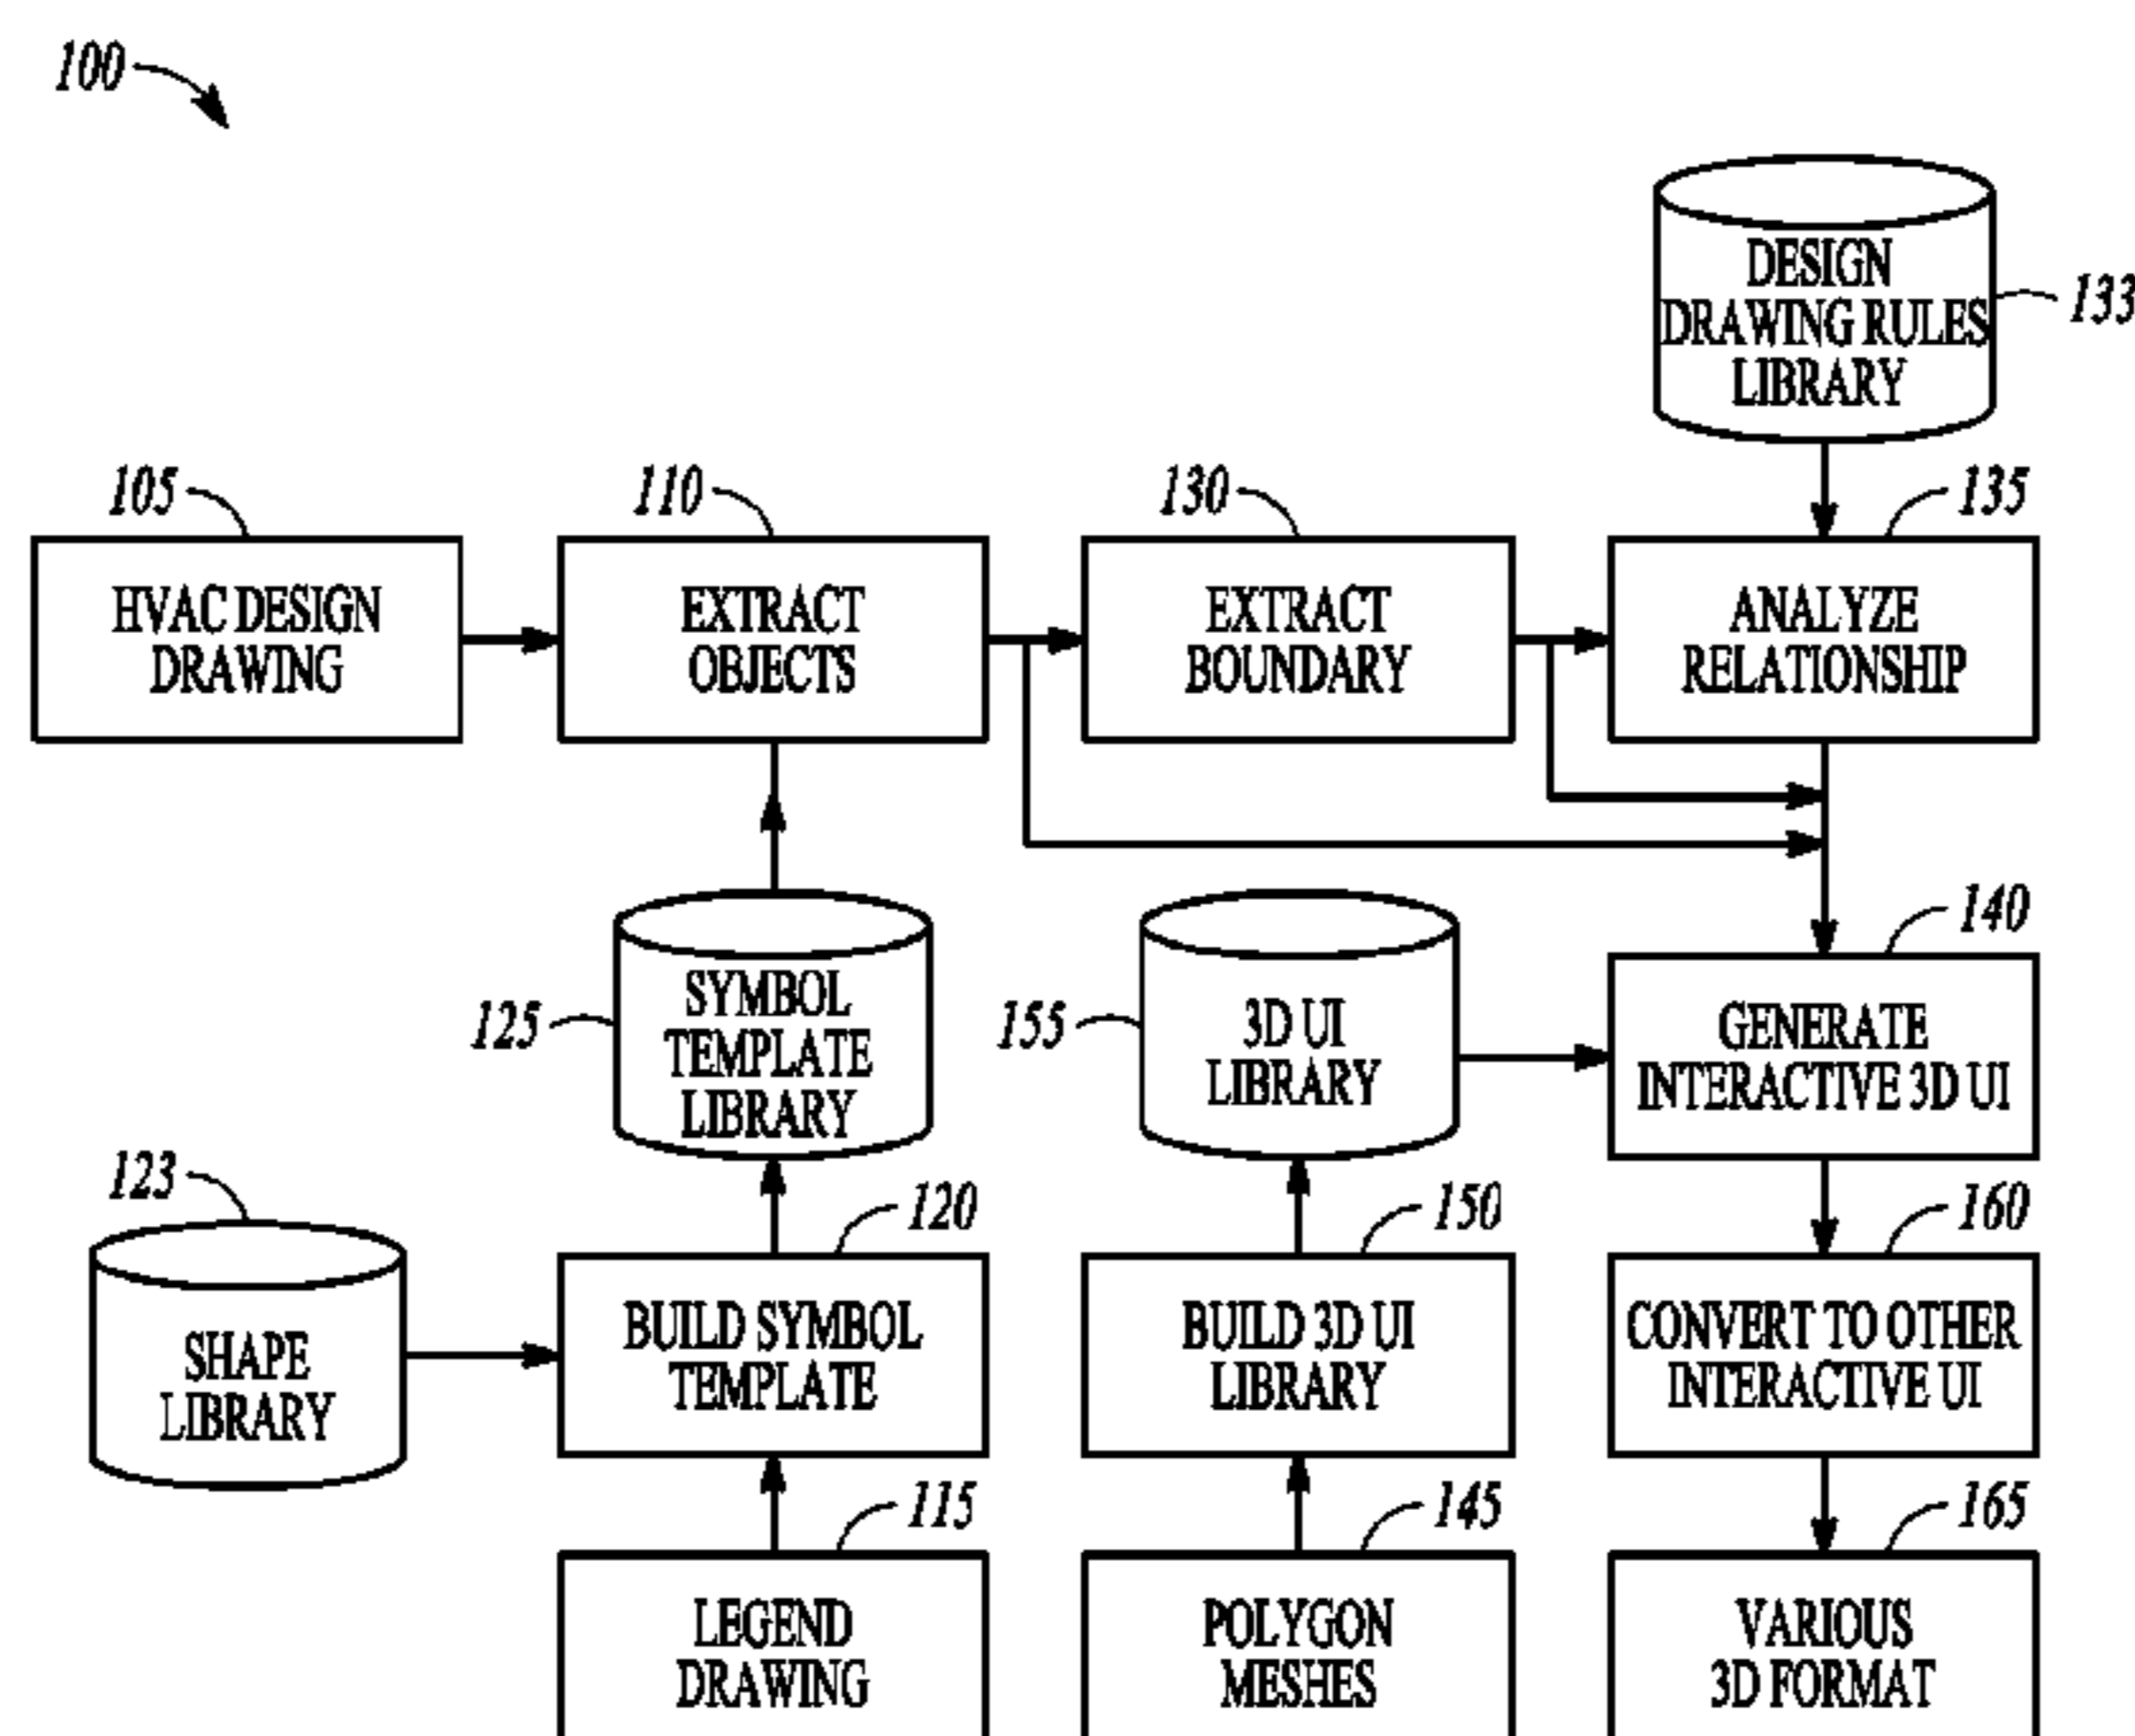 100
DESIGN
DRAWING RULES
LIBRARY
133
105
110
130
135
HVAC DESIGN
DRAWING
EXTRACT
OBJECTS
EXTRACT
BOUNDARY
ANALYZE
RELATIONSHIP
140
125
SYMBOL
TEMPLATE
LIBRARY
155
3D UI
LIBRARY
GENERATE
INTERACTIVE 3D UI
123
120
150
160
SHAPE
LIBRARY
BUILD SYMBOL
TEMPLATE
BUILD 3D UI
LIBRARY
CONVERT TO OTHER
INTERACTIVE UI
115
145
165
LEGEND
DRAWING
POLYGON
MESHES
VARIOUS
3D FORMAT